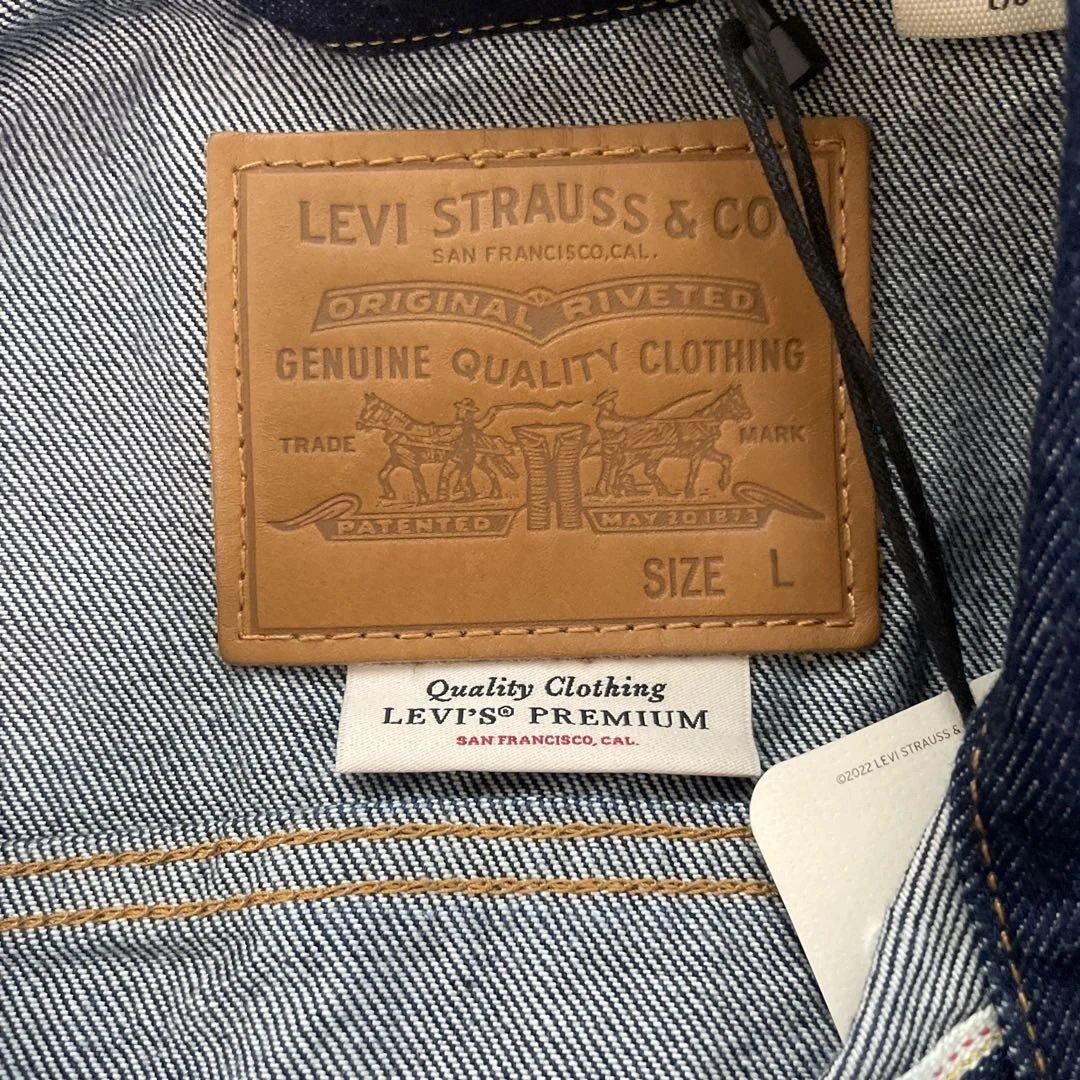 LEVI STRAUSS & CO.
SAN FRANCISCO, CAL.
ORIGINAL RIVETED
GENUINE QUALITY CLOTHING
TRADE MARK
PATENTED MAY 20 1873
SIZE L
Quality Clothing
LEVI'S® PREMIUM
SAN FRANCISCO, CAL.
©2022 LEVI STRAUSS &